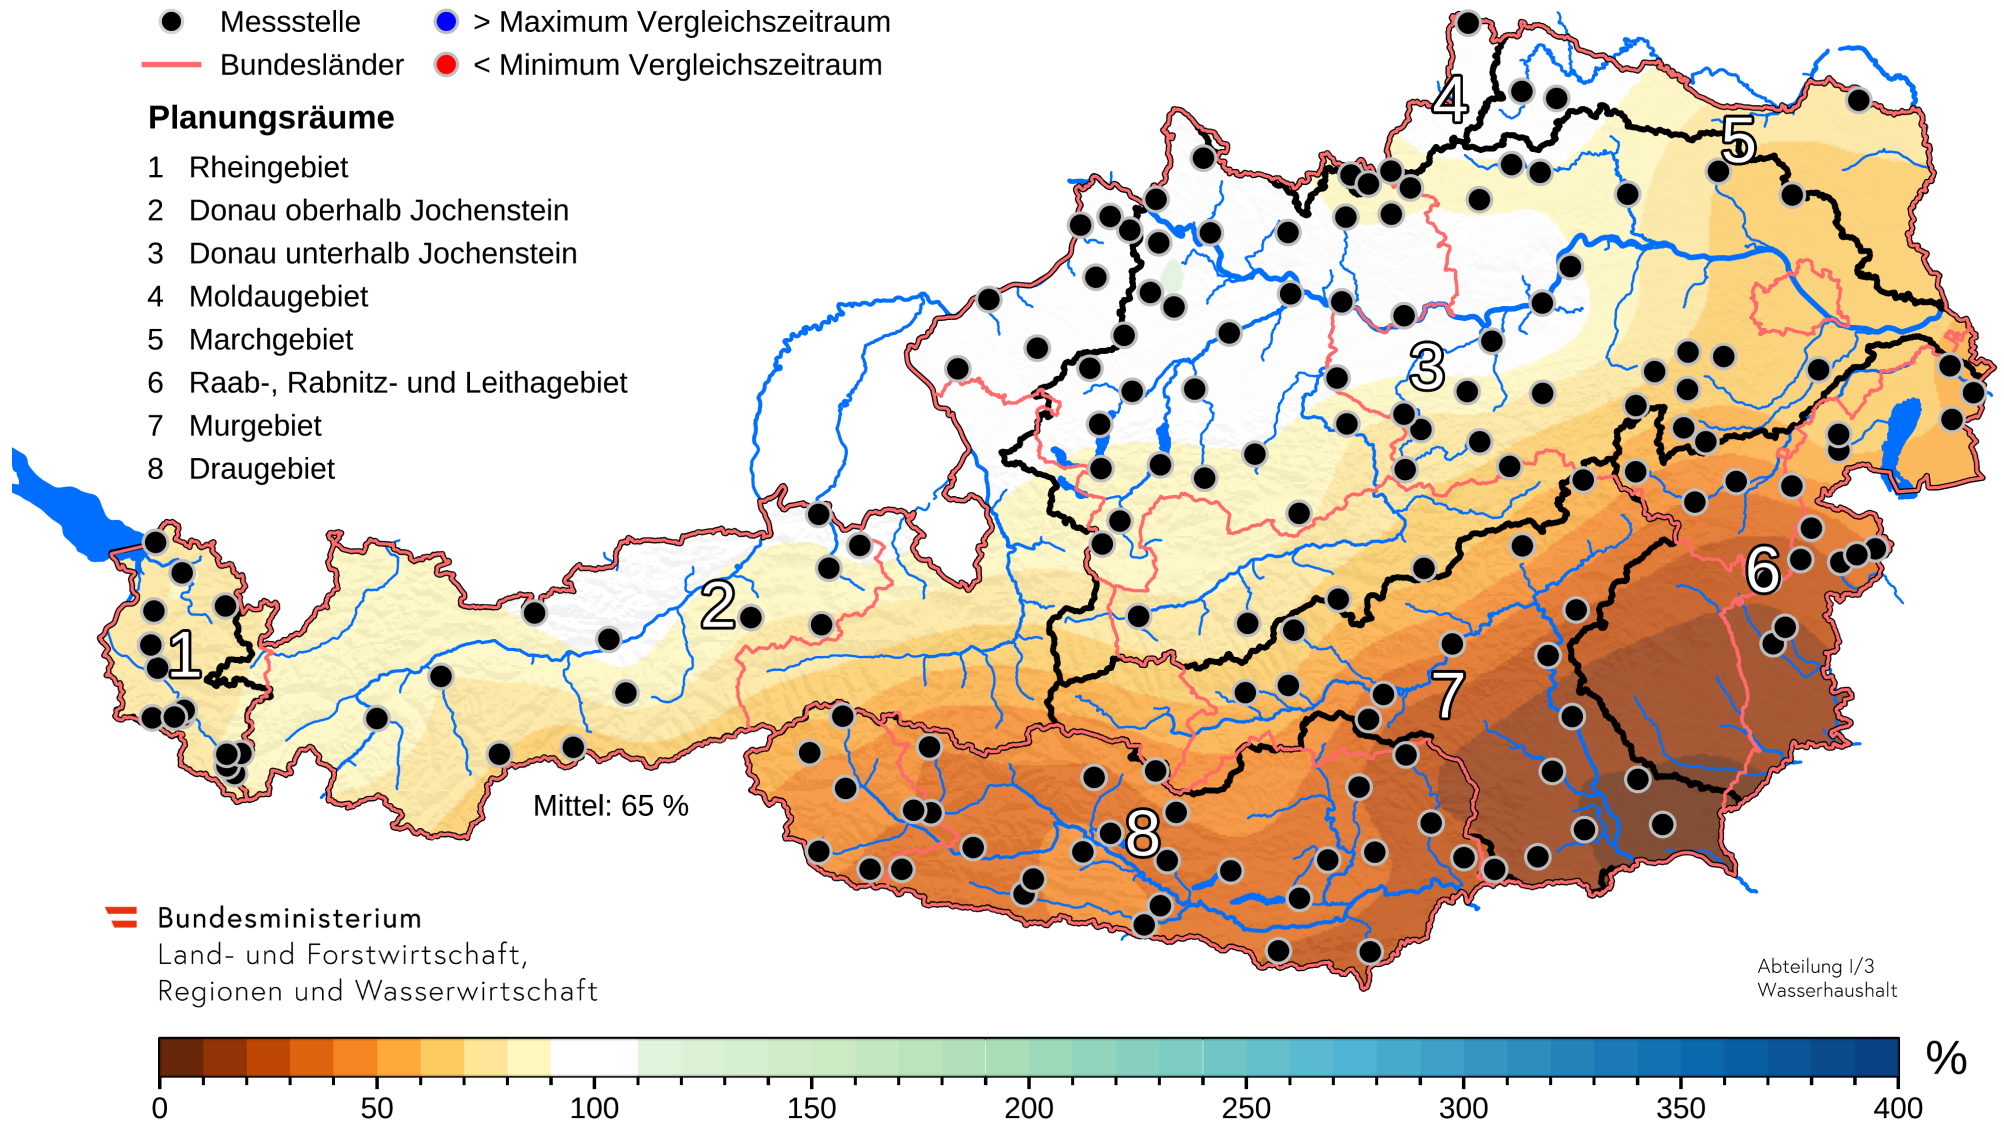 Messstelle
> Maximum Vergleichszeitraum
Bundesländer
< Minimum Vergleichszeitraum
Planungsräume
1 Rheingebiet
2 Donau oberhalb Jochenstein
3 Donau unterhalb Jochenstein
4 Moldaugebiet
5 Marchgebiet
6 Raab-, Rabnitz- und Leithagebiet
7 Murgebiet
8 Draugebiet
4
5
3
6
2
1
7
8
Mittel: 65 %
Bundesministerium
Land- und Forstwirtschaft,
Regionen und Wasserwirtschaft
Abteilung I/3
Wasserhaushalt
%
0 50 100 150 200 250 300 350 400